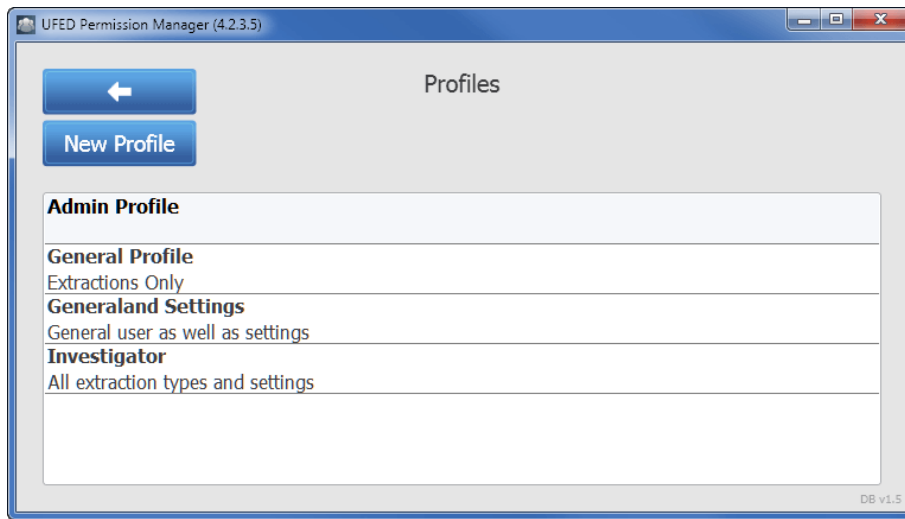 UFED Permission Manager (4.2.3.5)
Profiles
New Profile
Admin Profile
General Profile
Extractions Only
Generaland Settings
General user as well as settings
Investigator
All extraction types and settings
DB v1.5